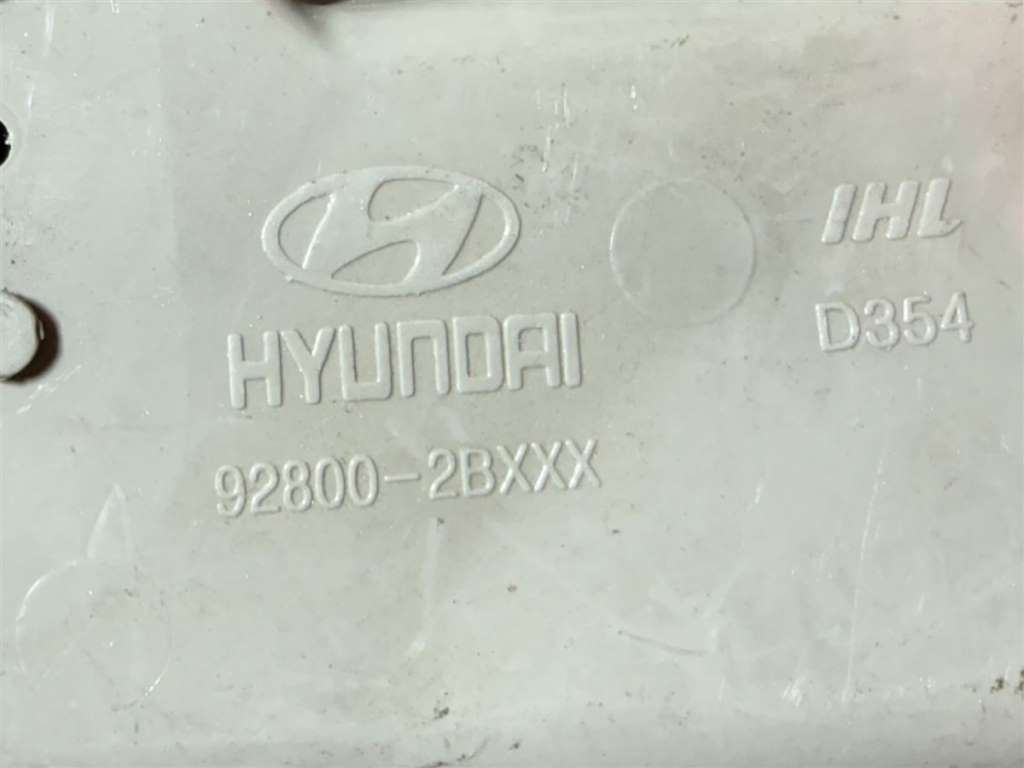 HYUNDAI
92800-2BXXX
IHL
D354